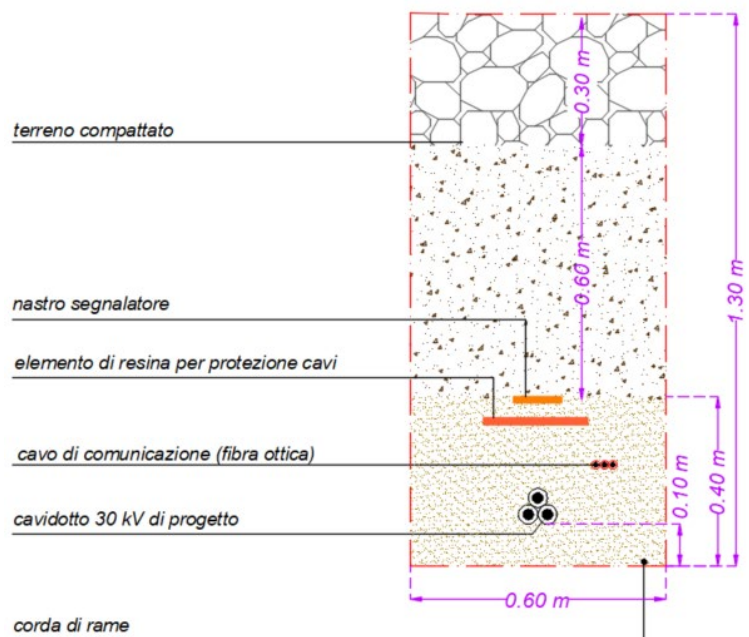 terreno compattato
nastro segnalatore
elemento di resina per protezione cavi
cavo di comunicazione (fibra ottica)
cavidotto 30 kV di progetto
corda di rame
0.30 m
0.60 m
1.30 m
0.40 m
0.10 m
0.60 m